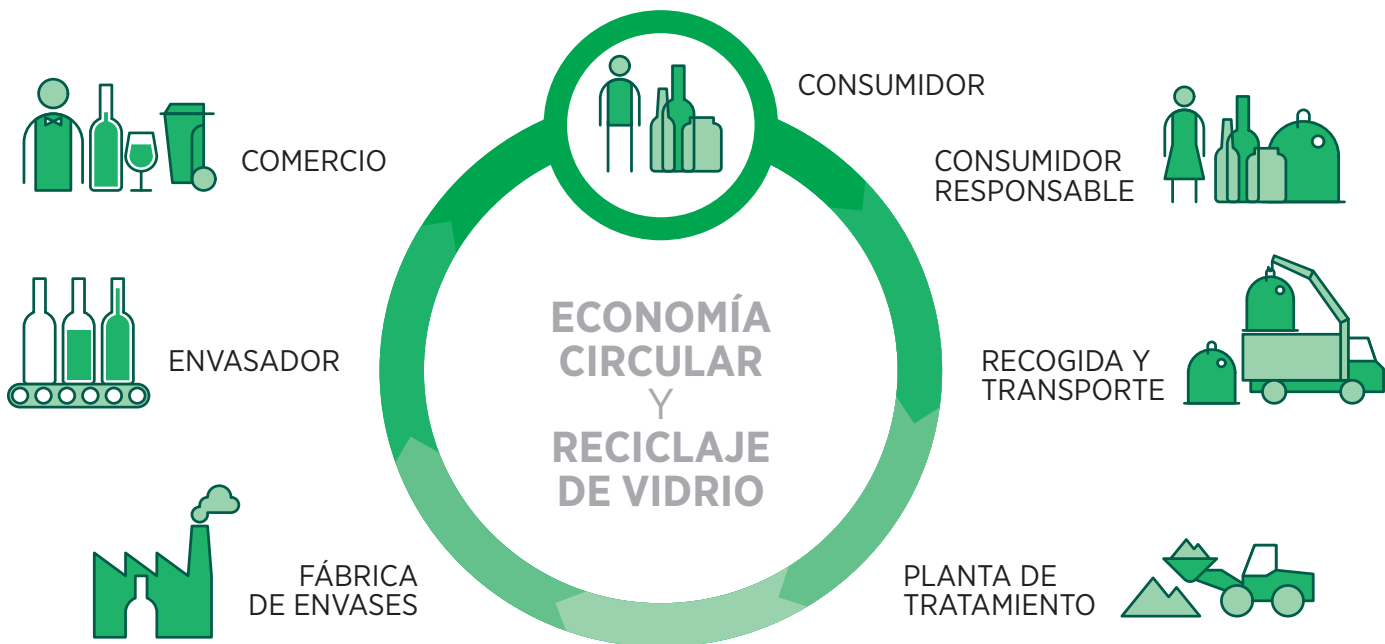 CONSUMIDOR
COMERCIO
CONSUMIDOR
RESPONSABLE
ECONOMÍA
CIRCULAR
Y
RECICLAJE
DE VIDRIO
ENVASADOR
RECOGIDA Y
TRANSPORTE
FÁBRICA
DE ENVASES
PLANTA DE
TRATAMIENTO